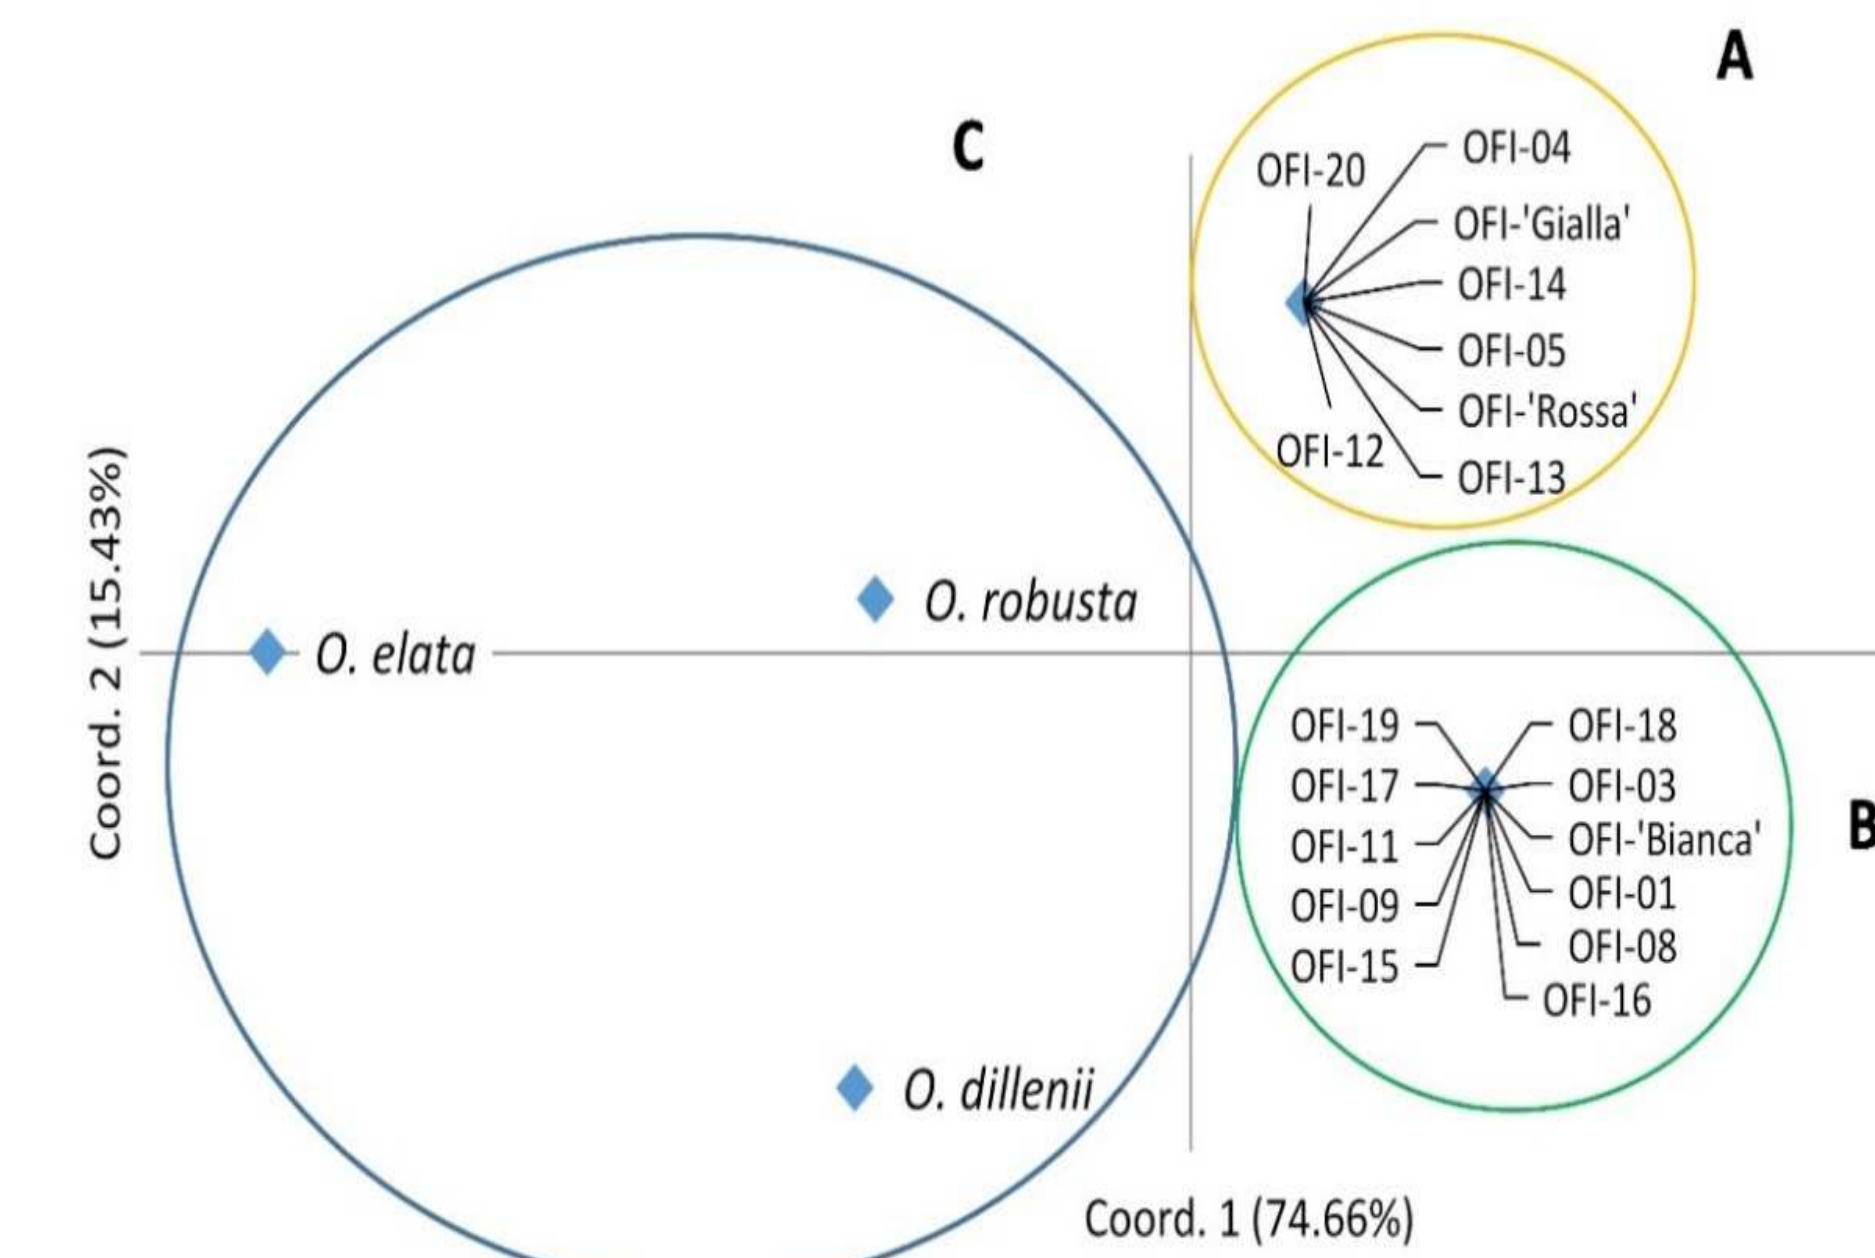 A
C
OFI-20
OFI-04
OFI-'Gialla'
OFI-14
OFI-05
OFI-'Rossa'
OFI-12
OFI-13
Coord. 2 (15.43%)
O. robusta
O. elata
OFI-19
OFI-18
OFI-17
OFI-03
B
OFI-11
OFI-'Bianca'
OFI-09
OFI-01
OFI-15
OFI-08
OFI-16
O. dillenii
Coord. 1 (74.66%)